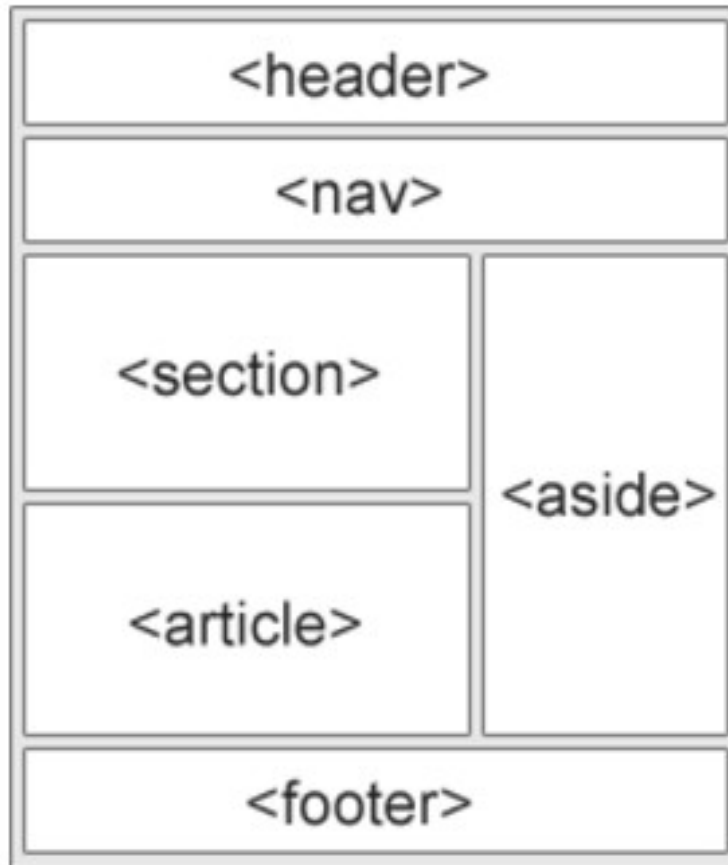 <header>
<nav>
<section>
<aside>
<article>
<footer>